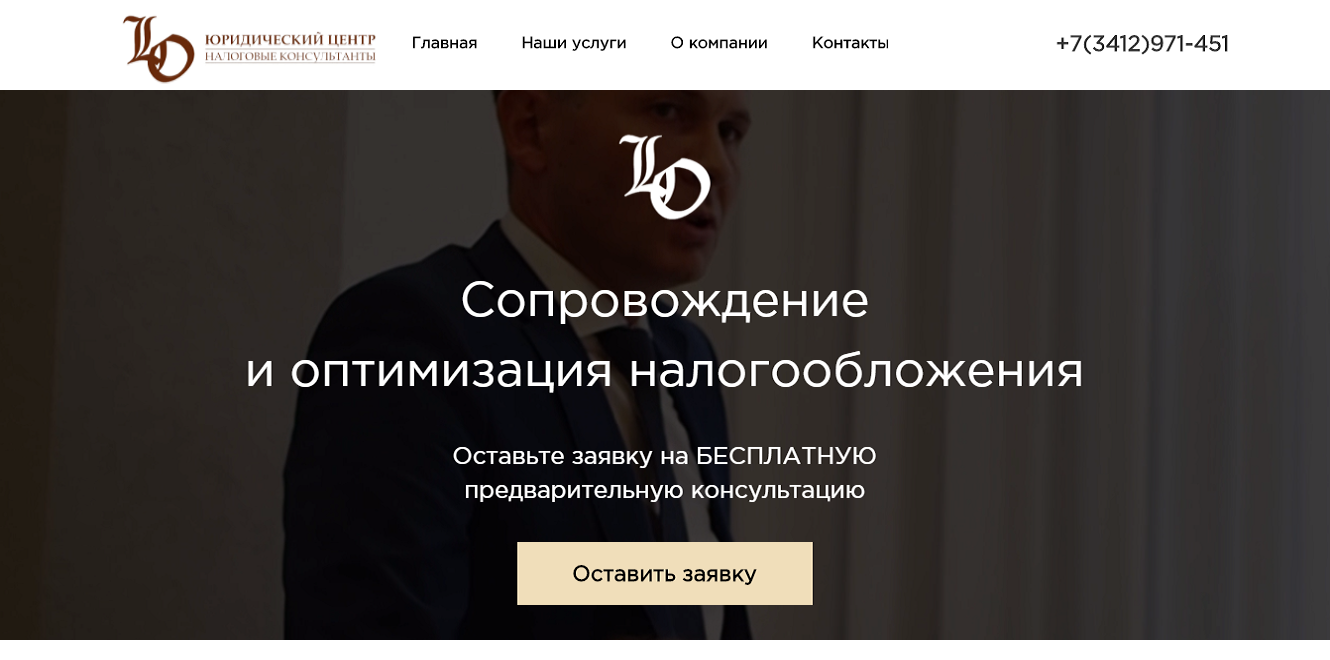 LO
ЮРИДИЧЕСКИЙ ЦЕНТР
НАЛОГОВЫЕ КОНСУЛЬТАНТЫ
Главная
Наши услуги
О компании
Контакты
+7(3412)971-451
LO
Сопровождение
и оптимизация налогообложения
Оставьте заявку на БЕСПЛАТНУЮ
предварительную консультацию
Оставить заявку